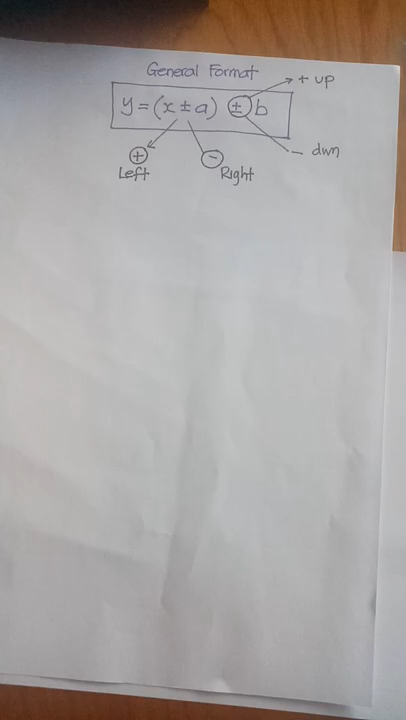 General Format
+ up
y = (x ± a) ± b
- dwn
+ -
Left Right